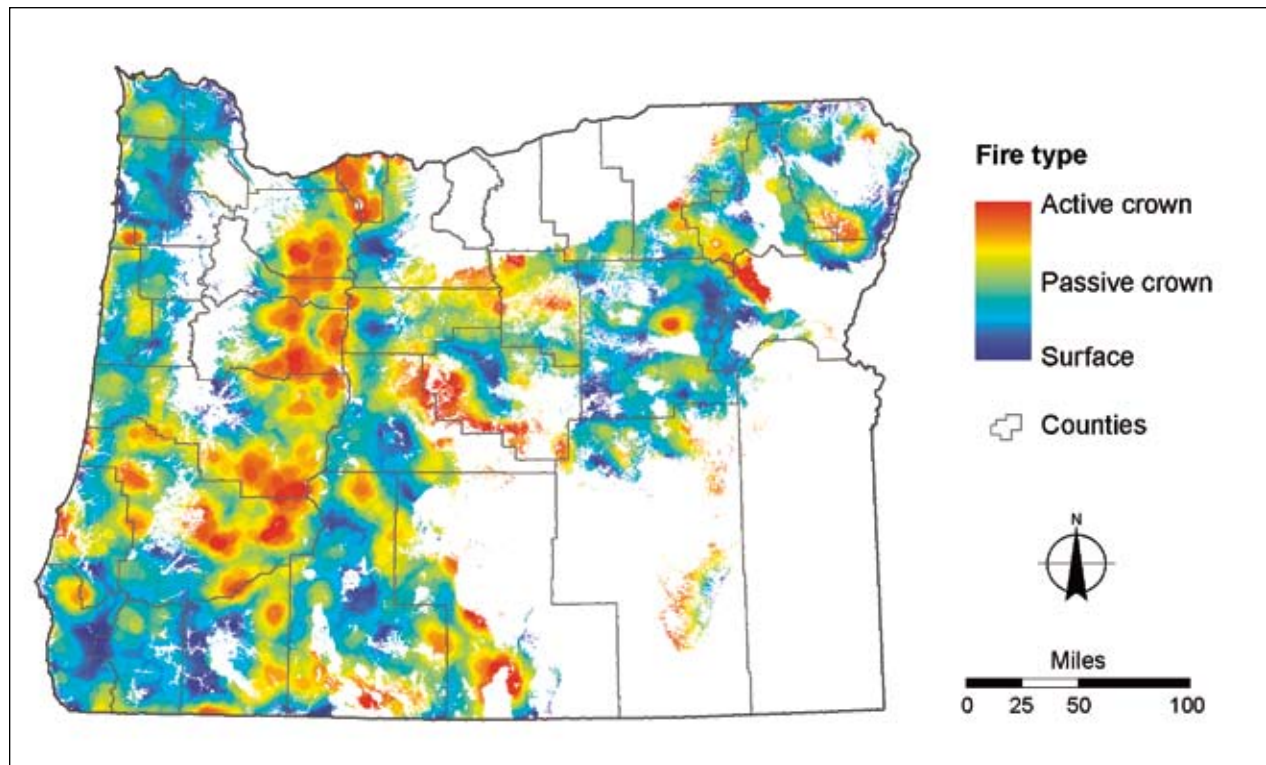 Fire type
Active crown
Passive crown
Surface
Counties
N
Miles
0 25 50 100